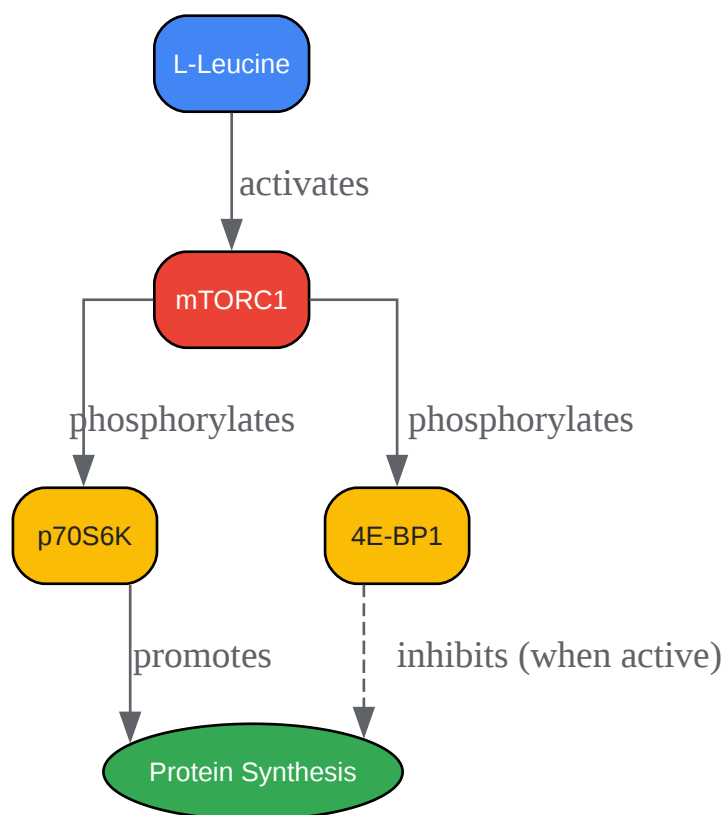 L-Leucine
activates
mTORC1
phosphorylates
phosphorylates
p70S6K
4E-BP1
promotes
inhibits (when active)
Protein Synthesis